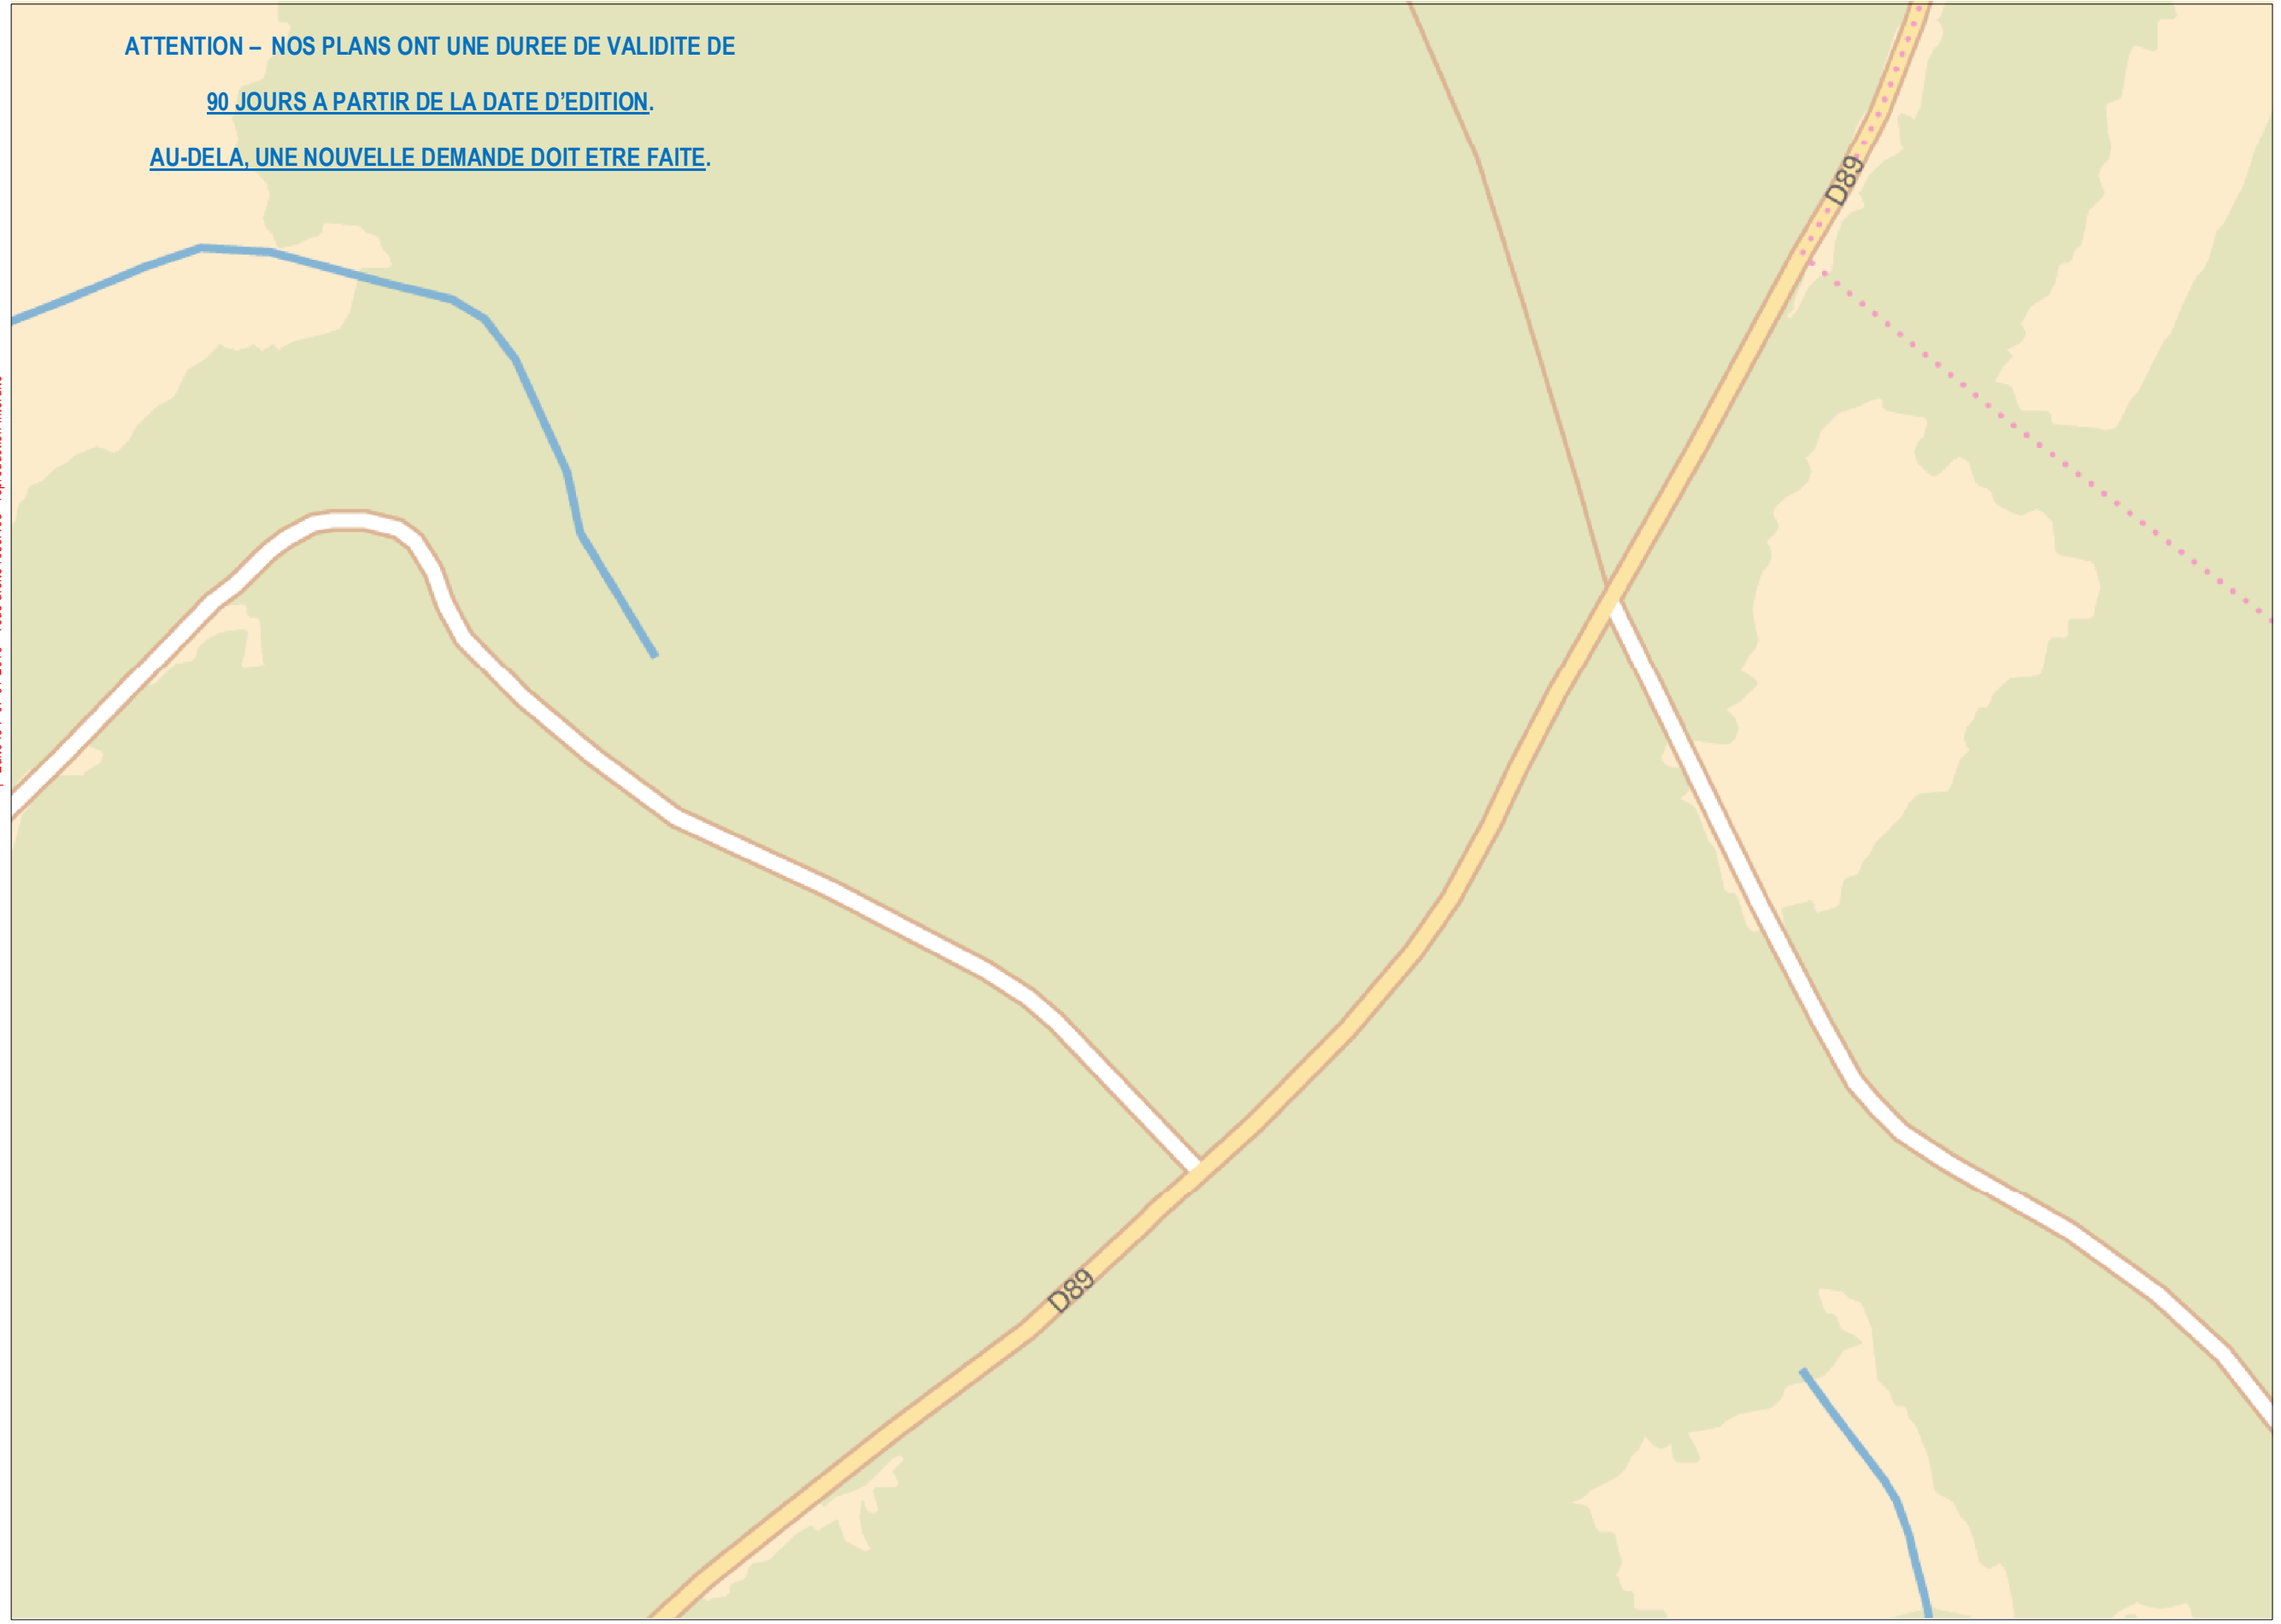 ATTENTION – NOS PLANS ONT UNE DUREE DE VALIDITE DE
90 JOURS A PARTIR DE LA DATE D'EDITION.
AU-DELA, UNE NOUVELLE DEMANDE DOIT ETRE FAITE.
D89
D89